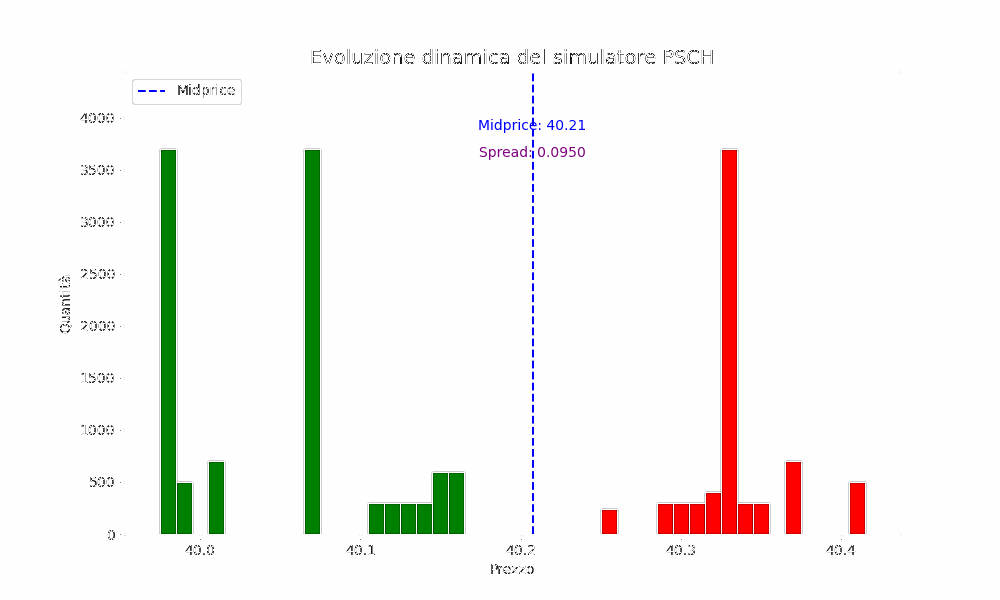 Evoluzione dinamica del simulatore PSCH
Midprice
Midprice: 40.21
Spread: 0.0950
4000
3500
3000
2500
2000
1500
1000
500
0
Quantità
40.0 40.1 40.2 40.3 40.4
Prezzo